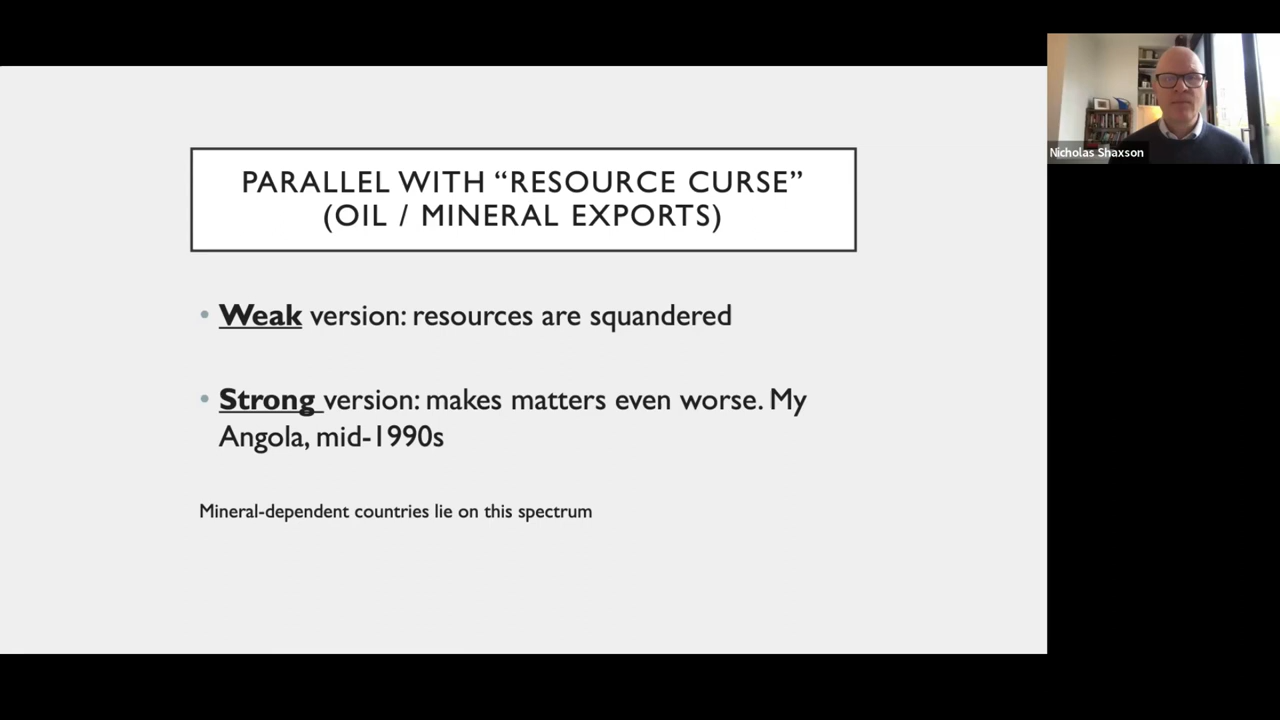 PARALLEL WITH “RESOURCE CURSE”
(OIL / MINERAL EXPORTS)
• Weak version: resources are squandered
• Strong version: makes matters even worse. My
Angola, mid-1990s
Mineral-dependent countries lie on this spectrum
Nicholas Shaxson